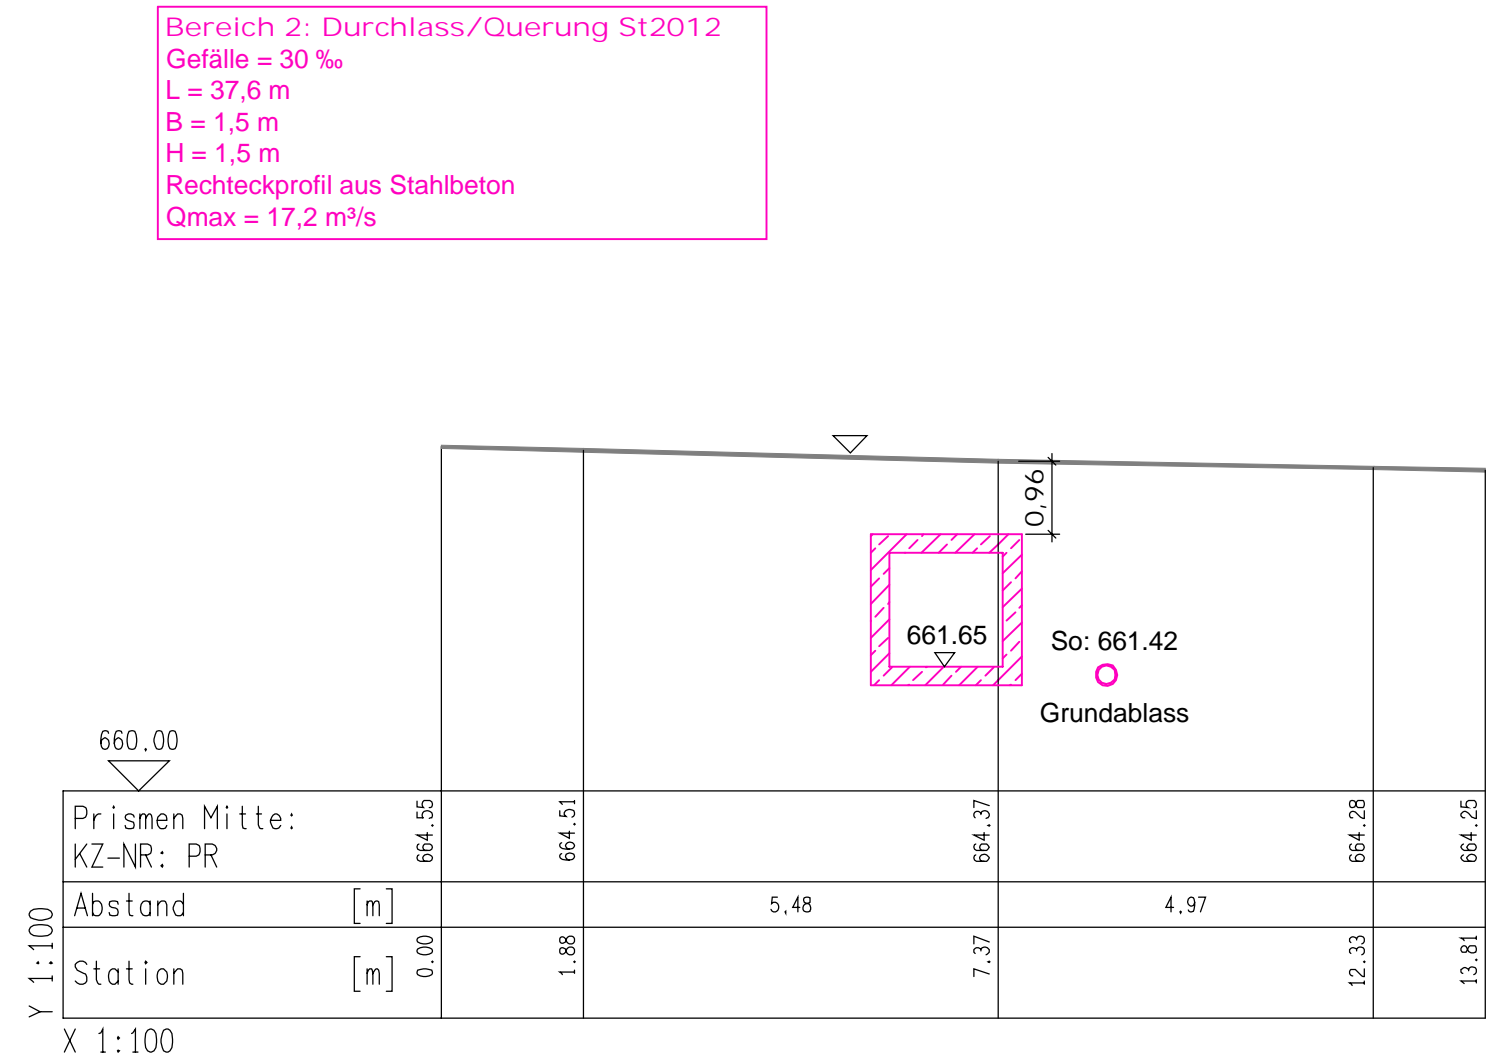 Bereich 2: Durchlass/Querung St2012
Gefälle = 30 ‰
L = 37,6 m
B = 1,5 m
H = 1,5 m
Rechteckprofil aus Stahlbeton
Qmax = 17,2 m³/s
0,96
661.65
So: 661.42
Grundablass
660.00
Prismen Mitte:
KZ-NR: PR
664.55
664.51
664.37
664.28
664.25
Abstand [m]
5.48
4.97
Station [m]
0.00
1.88
7.37
12.33
13.81
Y 1:100
X 1:100